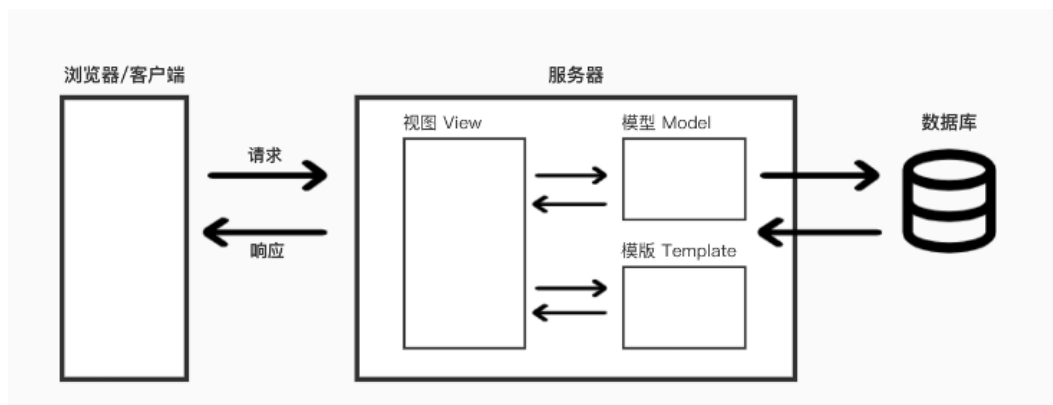 浏览器/客户端
服务器
视图 View
模型 Model
数据库
请求
响应
模版 Template